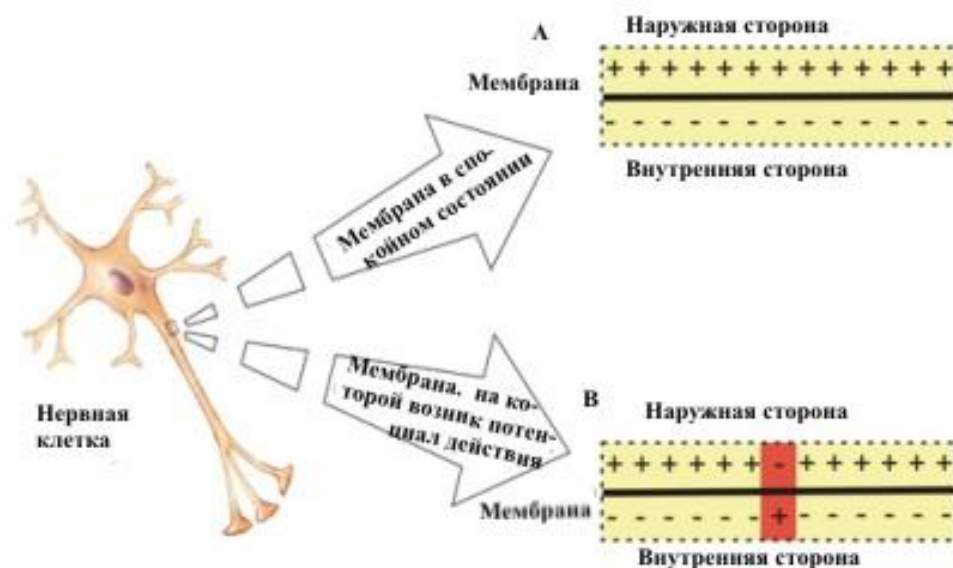 А
Наружная сторона
+ + + + + + + + + + + + +
Мембрана
- - - - - - - - - - - - -
Внутренняя сторона
Мембрана в спо-
койном состоянии
Нервная
клетка
Мембрана. на ко-
торой возник потен-
циал действия
В
Наружная сторона
+ + + + + + - + + + + + +
Мембрана
- - - - - - + - - - - - -
Внутренняя сторона